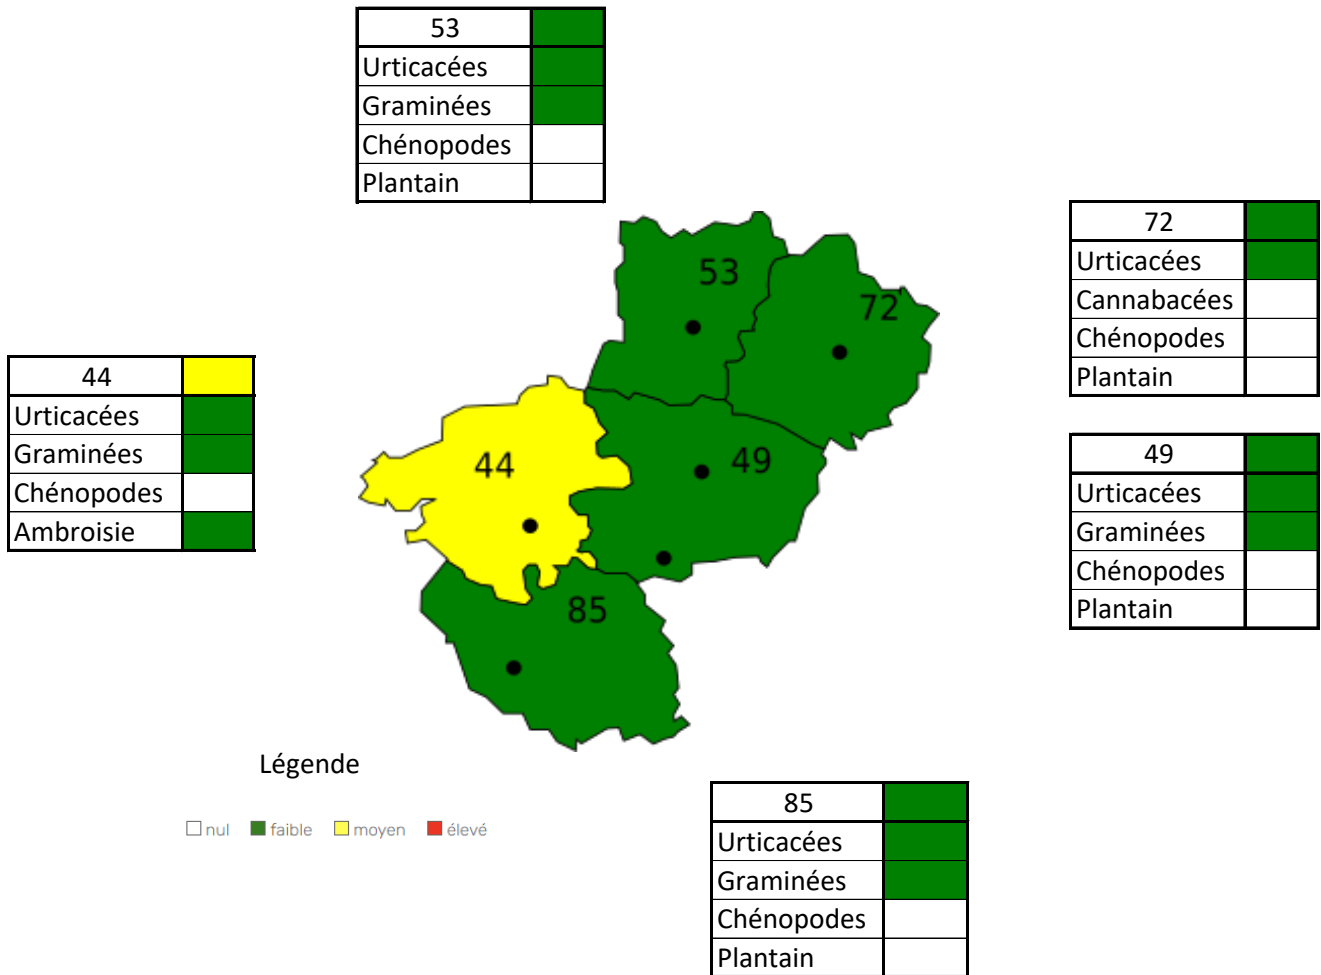 53
Urticacées
Graminées
Chénopodes
Plantain
72
Urticacées
Cannabacées
Chénopodes
Plantain
44
Urticacées
Graminées
Chénopodes
Ambroisie
53
72
44
49
85
49
Urticacées
Graminées
Chénopodes
Plantain
Légende
nul faible moyen élevé
85
Urticacées
Graminées
Chénopodes
Plantain